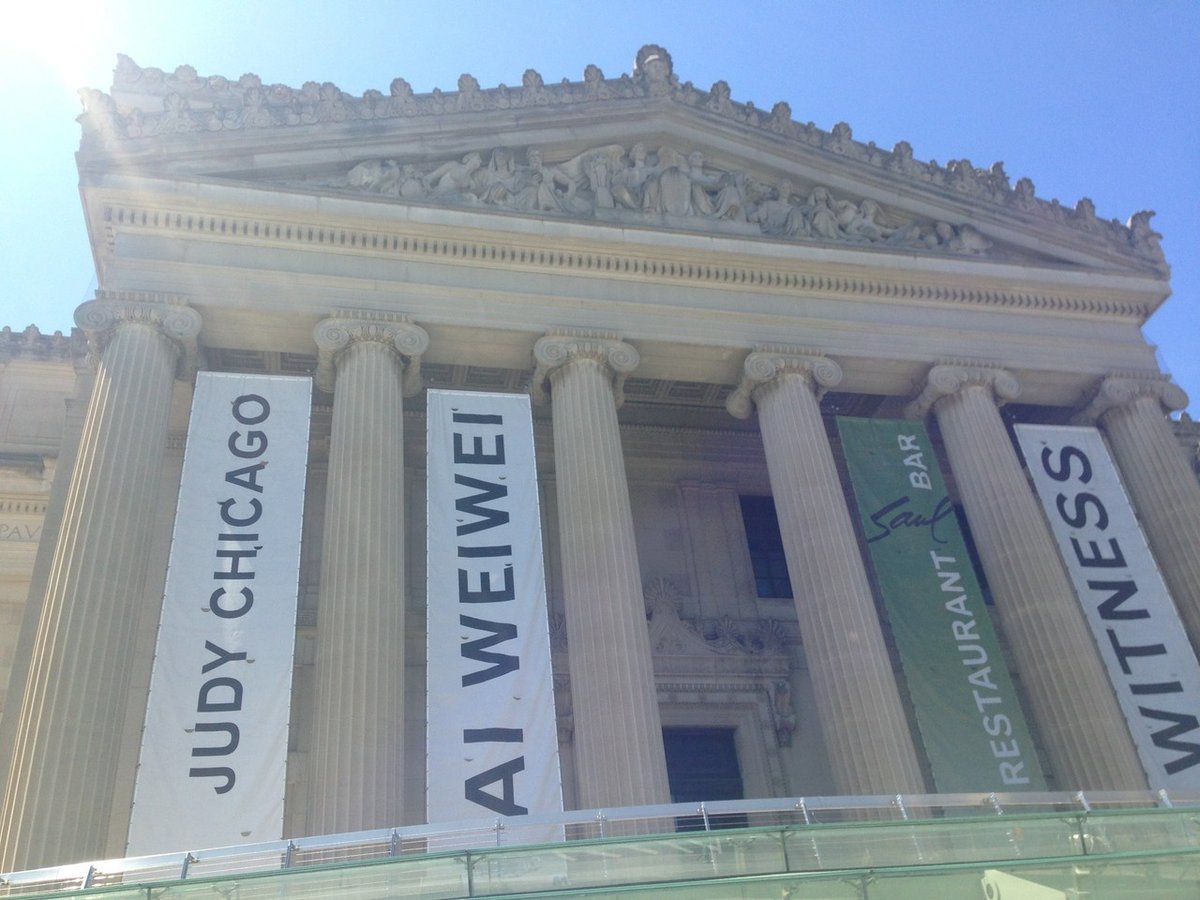 JUDY CHICAGO
AI WEIWEI
RESTAURANT Saul BAR
WITNESS